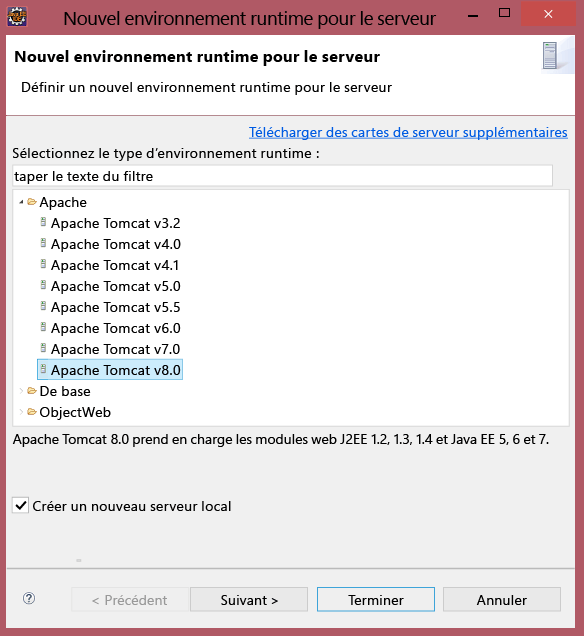 Nouvel environnement runtime pour le serveur
Nouvel environnement runtime pour le serveur
Définir un nouvel environnement runtime pour le serveur
Télécharger des cartes de serveur supplémentaires
Sélectionnez le type d'environnement runtime :
taper le texte du filtre
Apache
Apache Tomcat v3.2
Apache Tomcat v4.0
Apache Tomcat v4.1
Apache Tomcat v5.0
Apache Tomcat v5.5
Apache Tomcat v6.0
Apache Tomcat v7.0
Apache Tomcat v8.0
De base
ObjectWeb
Apache Tomcat 8.0 prend en charge les modules web J2EE 1.2, 1.3, 1.4 et Java EE 5, 6 et 7.
Créer un nouveau serveur local
? < Précédent Suivant > Terminer Annuler